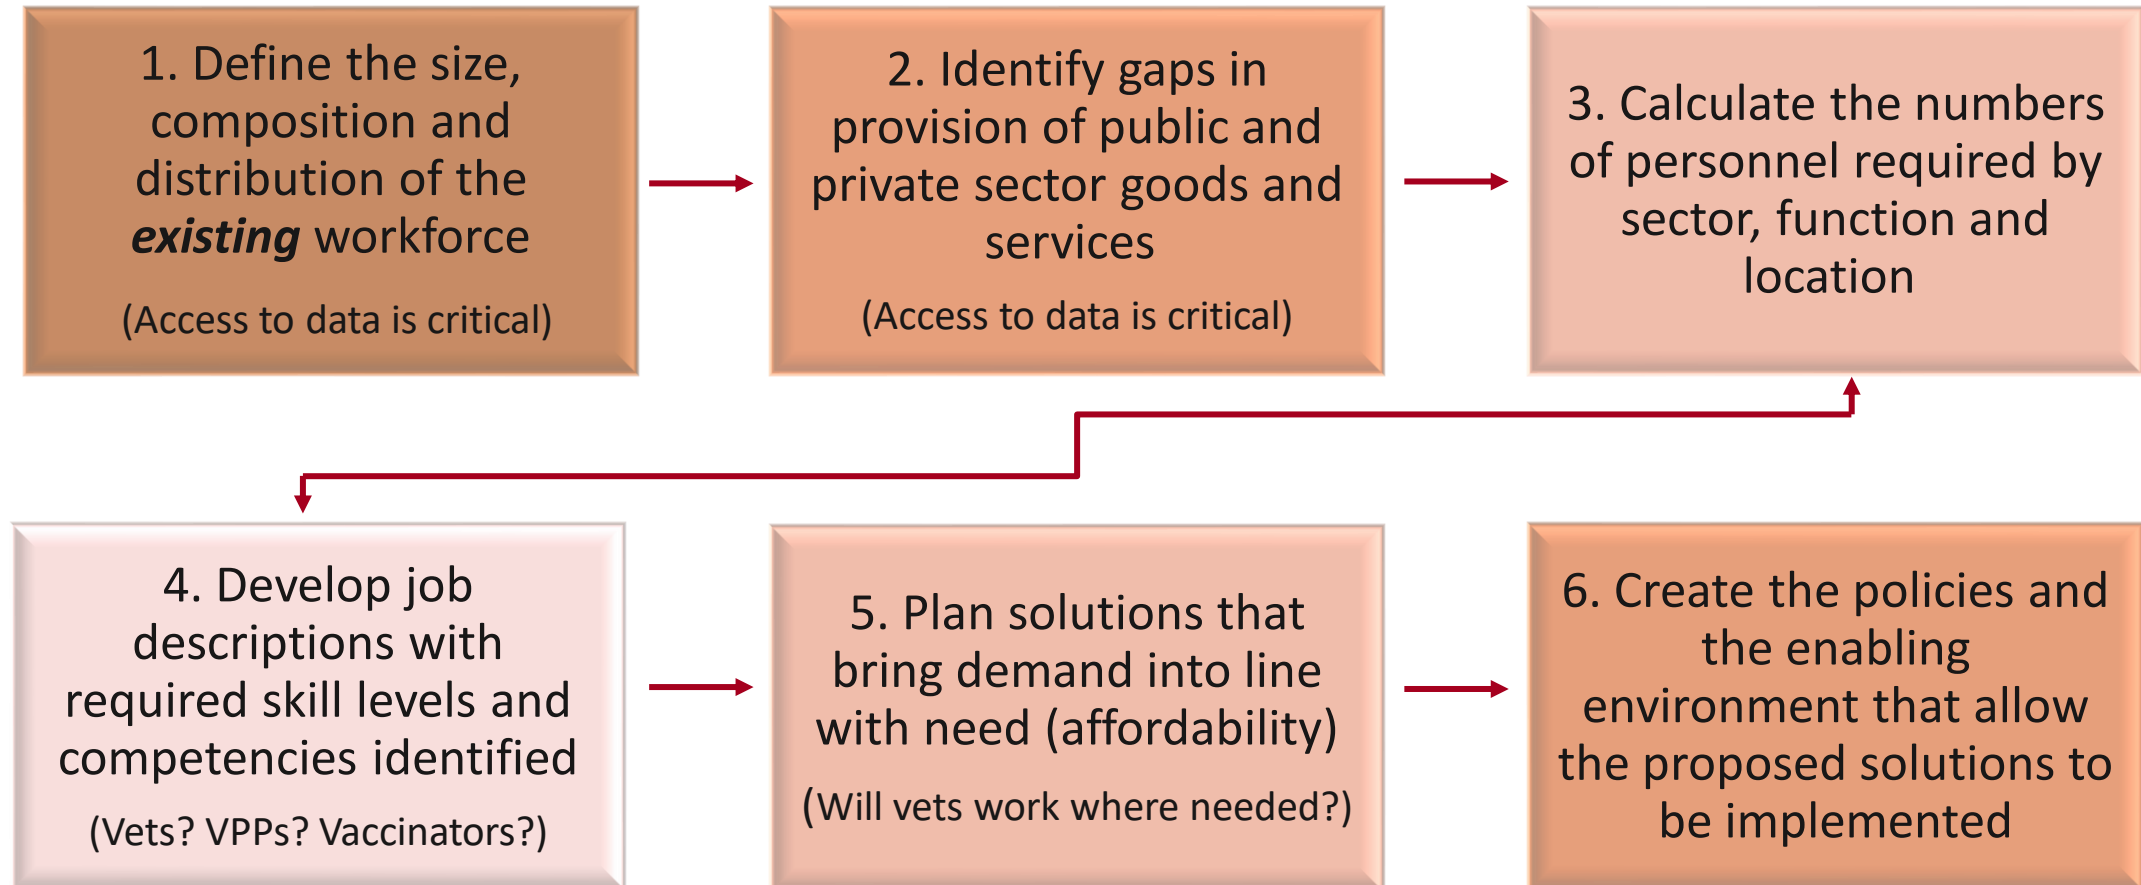 1. Define the size,
composition and
distribution of the
existing workforce
(Access to data is critical)
2. Identify gaps in
provision of public and
private sector goods and
services
(Access to data is critical)
3. Calculate the numbers
of personnel required by
sector, function and
location
4. Develop job
descriptions with
required skill levels and
competencies identified
(Vets? VPPs? Vaccinators?)
5. Plan solutions that
bring demand into line
with need (affordability)
(Will vets work where needed?)
6. Create the policies and
the enabling
environment that allow
the proposed solutions to
be implemented